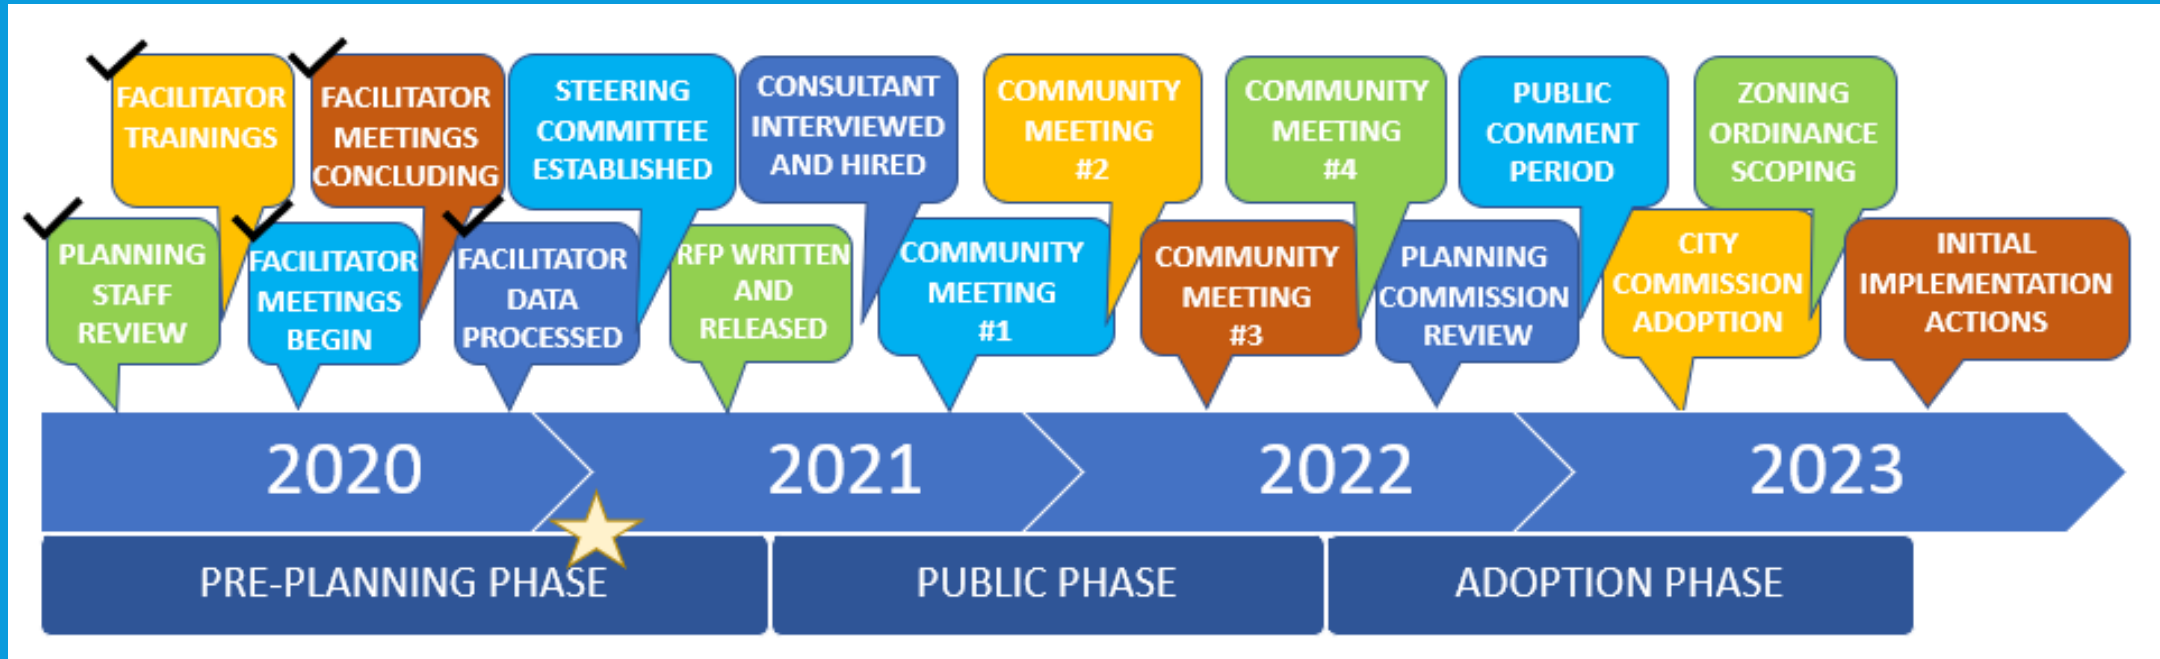 FACILITATOR
TRAININGS
FACILITATOR
MEETINGS
CONCLUDING
STEERING
COMMITTEE
ESTABLISHED
CONSULTANT
INTERVIEWED
AND HIRED
COMMUNITY
MEETING
#2
COMMUNITY
MEETING
#4
PUBLIC
COMMENT
PERIOD
ZONING
ORDINANCE
SCOPING
PLANNING
STAFF
REVIEW
FACILITATOR
MEETINGS
BEGIN
FACILITATOR
DATA
PROCESSED
RFP WRITTEN
AND
RELEASED
COMMUNITY
MEETING
#1
COMMUNITY
MEETING
#3
PLANNING
COMMISSION
REVIEW
CITY
COMMISSION
ADOPTION
INITIAL
IMPLEMENTATION
ACTIONS
2020
2021
2022
2023
PRE-PLANNING PHASE
PUBLIC PHASE
ADOPTION PHASE